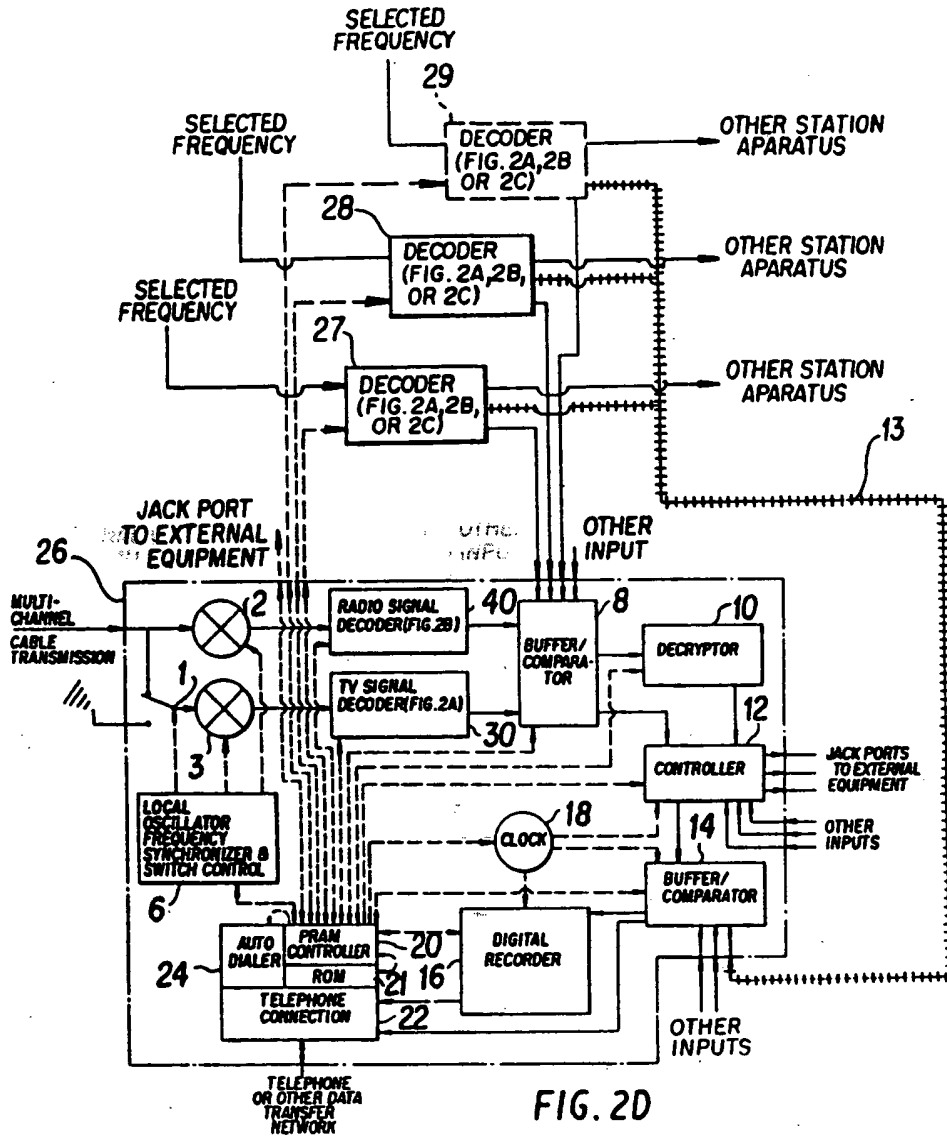 SELECTED
FREQUENCY
29
DECODER
(FIG. 2A, 2B
OR 2C)
OTHER STATION
APPARATUS
SELECTED
FREQUENCY
28
DECODER
(FIG. 2A, 2B,
OR 2C)
OTHER STATION
APPARATUS
SELECTED
FREQUENCY
27
DECODER
(FIG. 2A, 2B,
OR 2C)
OTHER STATION
APPARATUS
13
JACK PORT
TO EXTERNAL
EQUIPMENT
OTHER
INPUT
26
MULTI-
CHANNEL
CABLE
TRANSMISSION
2
RADIO SIGNAL
DECODER (FIG. 2B)
40
8
BUFFER/
COMPARA-
TOR
10
DECRYPTOR
1
3
TV SIGNAL
DECODER (FIG. 2A)
30
12
CONTROLLER
JACK PORTS
TO EXTERNAL
EQUIPMENT
OTHER
INPUTS
LOCAL
OSCILLATOR
FREQUENCY
SYNCHRONIZER &
SWITCH CONTROL
6
18
CLOCK
14
BUFFER/
COMPARATOR
24
AUTO
DIALER
PRAM
CONTROLLER
20
ROM
21
TELEPHONE
CONNECTION
22
16
DIGITAL
RECORDER
OTHER
INPUTS
TELEPHONE
OR OTHER DATA
TRANSFER
NETWORK
FIG. 2D